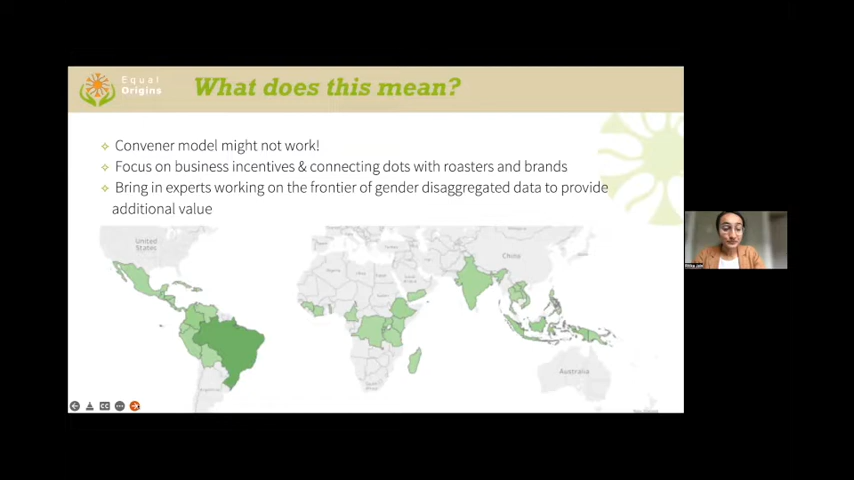 Equal
Origins
What does this mean?
Convener model might not work!
Focus on business incentives & connecting dots with roasters and brands
Bring in experts working on the frontier of gender disaggregated data to provide
additional value
United
States
China
Australia
CC